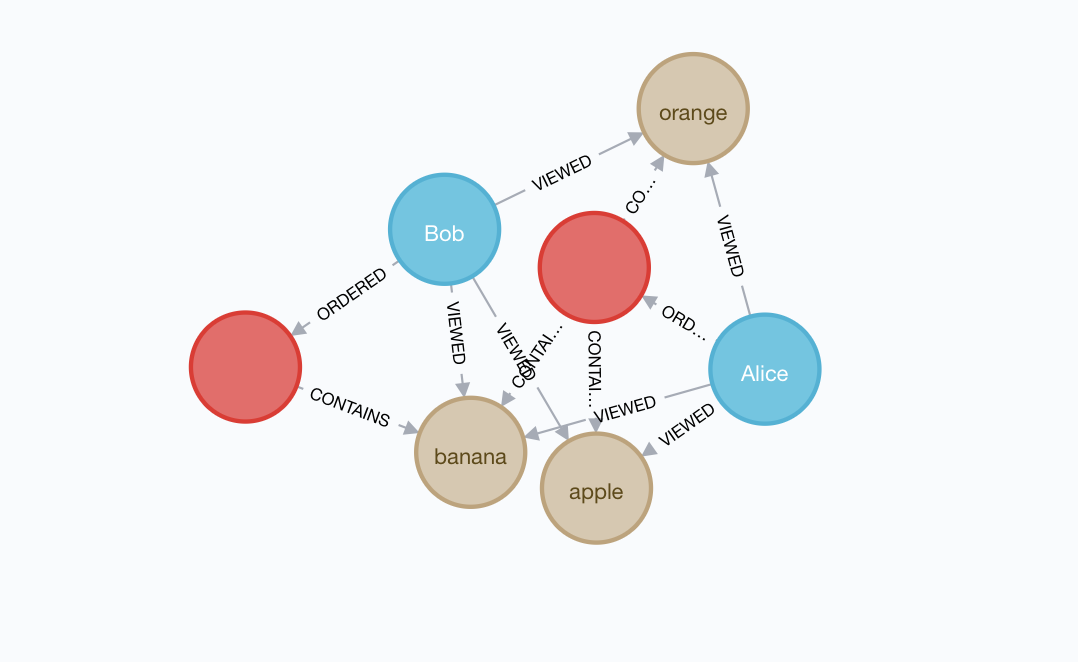 orange
VIEWED
CO...
Bob
VIEWED
ORDERED
VIEWED
VIEWED
CONTAI...
CONTAI...
ORD...
Alice
CONTAINS
VIEWED
VIEWED
banana
apple